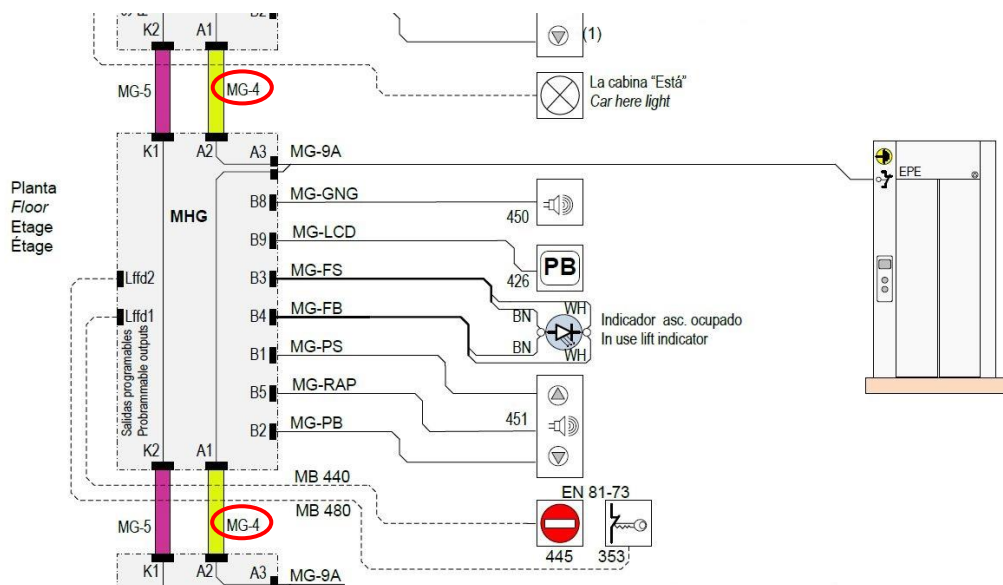 K2
A1
B2
(1)
MG-5
MG-4
La cabina “Está”
Car here light
K1
A2
A3
MG-9A
EPE
Planta
Floor
Etage
Étage
MHG
B8
MG-GNG
450
B9
MG-LCD
426
PB
Lffd2
B3
MG-FS
WH
BN
Lffd1
B4
MG-FB
BN
WH
Indicador asc. ocupado
In use lift indicator
B1
MG-PS
B5
MG-RAP
451
B2
MG-PB
Salidas programables
Probrammable outputs
K2
A1
MB 440
MB 480
EN 81-73
445
353
MG-5
MG-4
K1
A2
A3
MG-9A